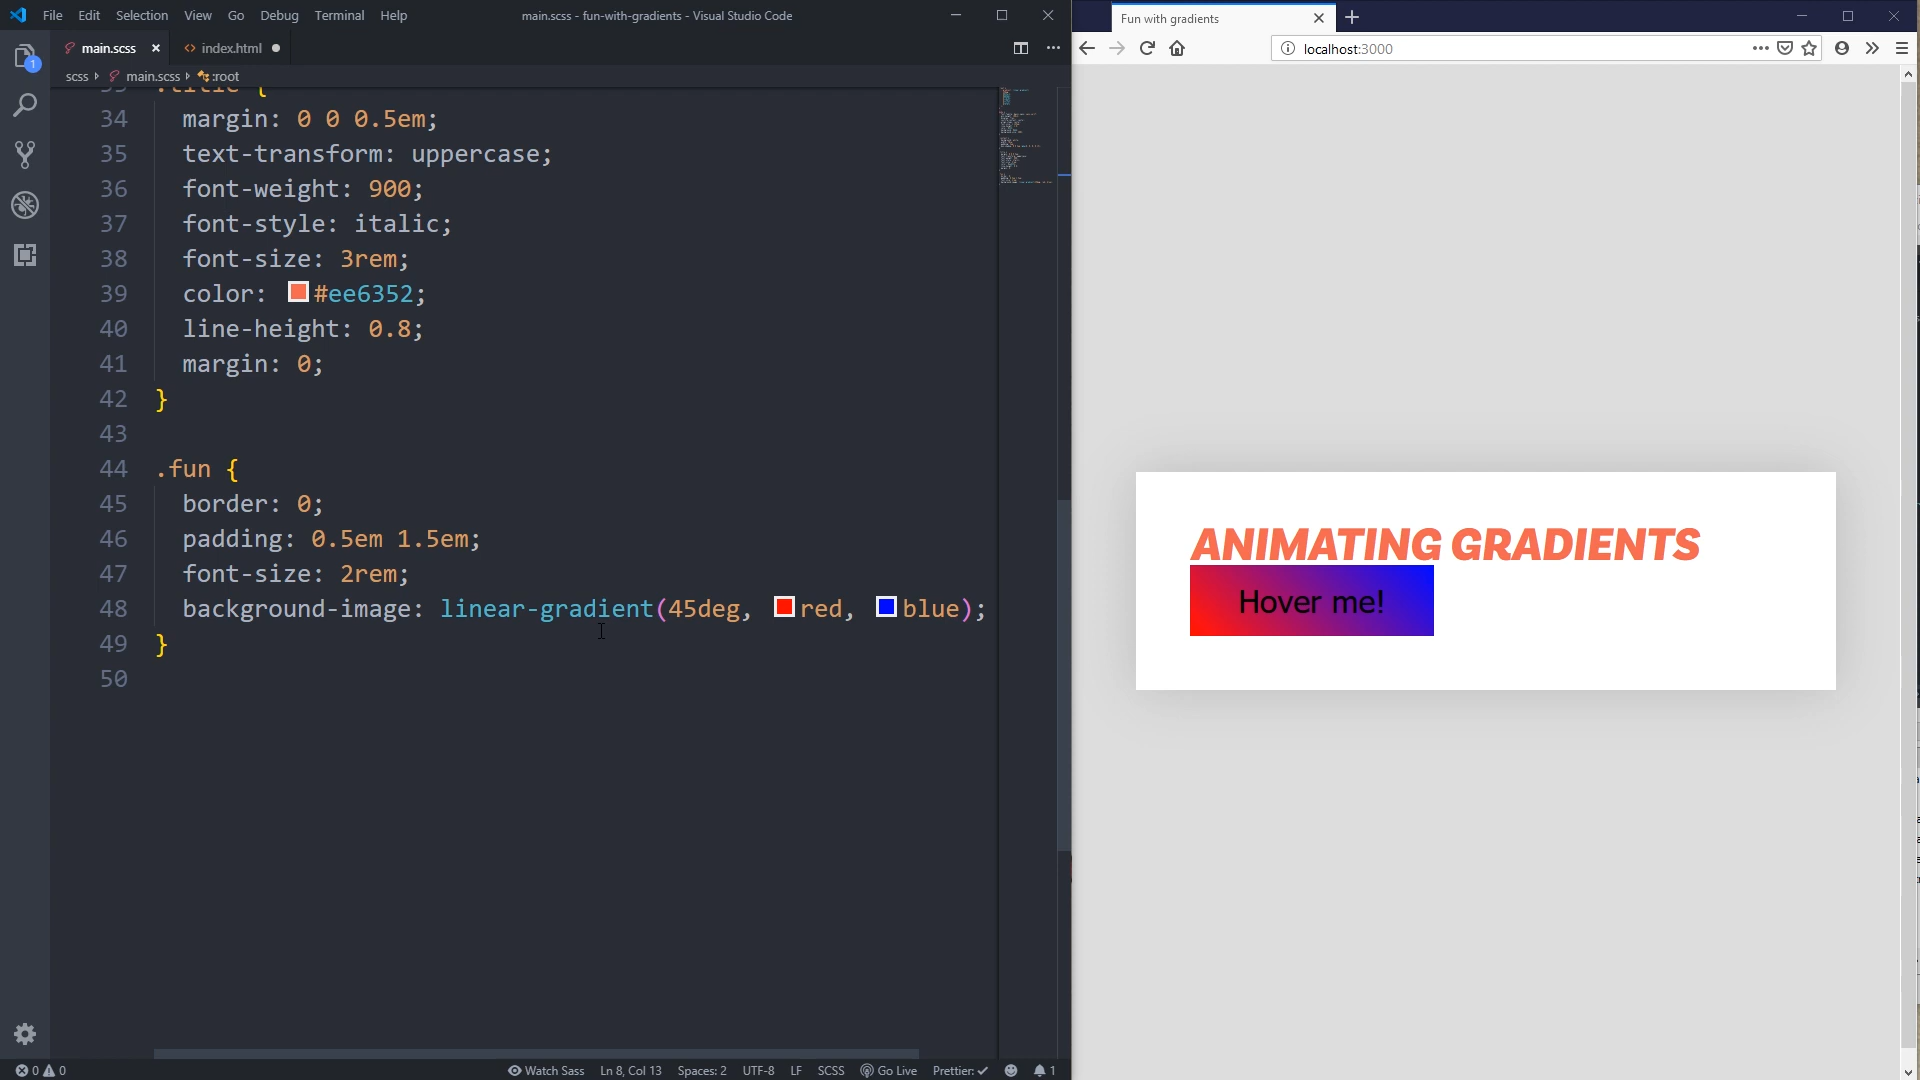 File Edit Selection View Go Debug Terminal Help
main.scss - fun-with-gradients - Visual Studio Code
main.scss
index.html
scss main.scss :root
1
33 .title {
34 margin: 0 0 0.5em;
35 text-transform: uppercase;
36 font-weight: 900;
37 font-style: italic;
38 font-size: 3rem;
39 color: #ee6352;
40 line-height: 0.8;
41 margin: 0;
42 }
43
44 .fun {
45 border: 0;
46 padding: 0.5em 1.5em;
47 font-size: 2rem;
48 background-image: linear-gradient(45deg, red, blue);
49 }
50
0 0 Watch Sass Ln 8, Col 13 Spaces: 2 UTF-8 LF SCSS Go Live Prettier: ✓ 1
Fun with gradients
localhost:3000
ANIMATING GRADIENTS
Hover me!